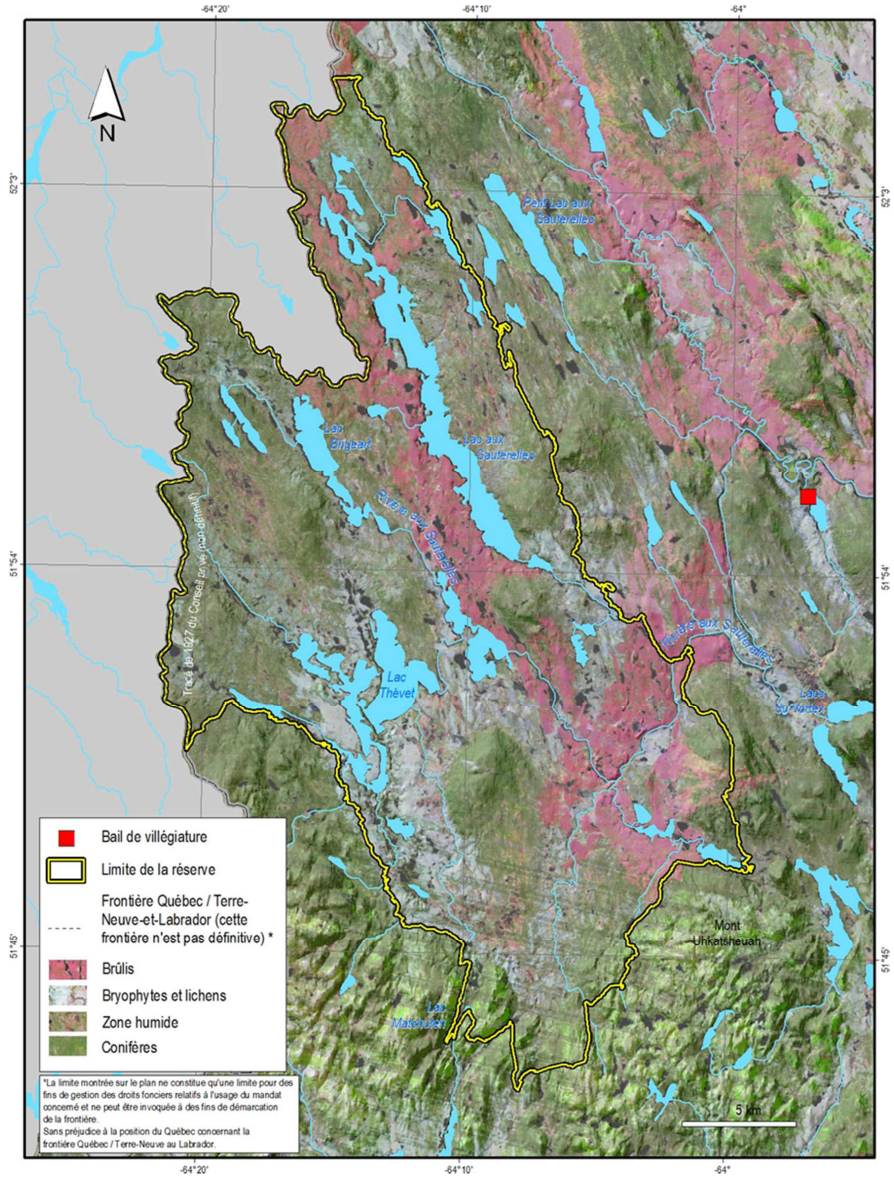 -64°20'
-64°10'
-64°
52°3'
52°3'
N
Petit Lac aux
Sauterelles
Lac
Brigeart
Lac aux
Sauterelles
Rivière aux Sauterelles
51°54'
51°54'
Tracé de 1927 du Conseil privé (non définitif)
Rivière aux Sauterelles
Lac
Thévet
Lacs
du Vortex
Bail de villégiature
Limite de la réserve
Frontière Québec / Terre-
Neuve-et-Labrador (cette
frontière n'est pas définitive) *
Brûlis
Bryophytes et lichens
Zone humide
Conifères
Mont
Uhkatsheuah
51°45'
51°45'
Lac
*La limite montrée sur le plan ne constitue qu'une limite pour des
fins de gestion des droits fonciers relatifs à l'usage du mandat
concerné et ne peut être invoquée à des fins de démarcation
de la frontière.
Sans préjudice à la position du Québec concernant la
frontière Québec / Terre-Neuve au Labrador.
5 km
-64°20'
-64°10'
-64°